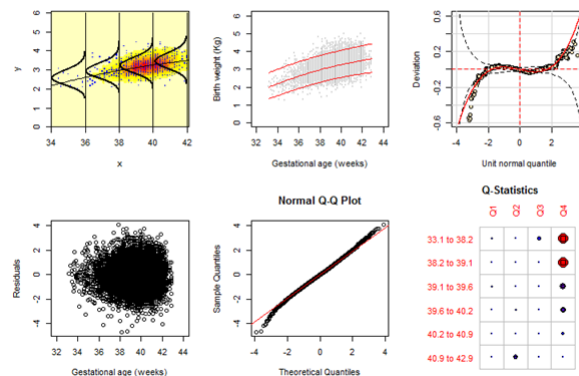 6
5
4
3
2
1
0
y
34 36 38 40 42
x
6
5
4
3
2
1
0
Birth weight (Kg)
32 34 36 38 40 42 44
Gestational age (weeks)
0.6
0.2
-0.2
-0.6
Deviation
-4 -2 0 2
Unit normal quantile
4
2
0
-2
-4
Residuals
32 34 36 38 40 42 44
Gestational age (weeks)
Normal Q-Q Plot
4
2
0
-2
-4
Sample Quantiles
-4 -2 0 2 4
Theoretical Quantiles
Q-Statistics
Q1 Q2 Q3 Q4
33.1 to 38.2
38.2 to 39.1
39.1 to 39.6
39.6 to 40.2
40.2 to 40.9
40.9 to 42.9